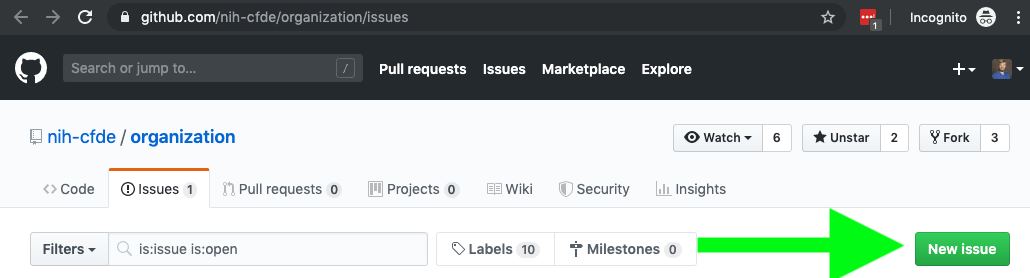 github.com/nih-cfde/organization/issues
1
Incognito
Search or jump to... /
Pull requests Issues Marketplace Explore
nih-cfde / organization
Watch 6 Unstar 2 Fork 3
Code Issues 1 Pull requests 0 Projects 0 Wiki Security Insights
Filters is:issue is:open Labels 10 Milestones 0 New issue